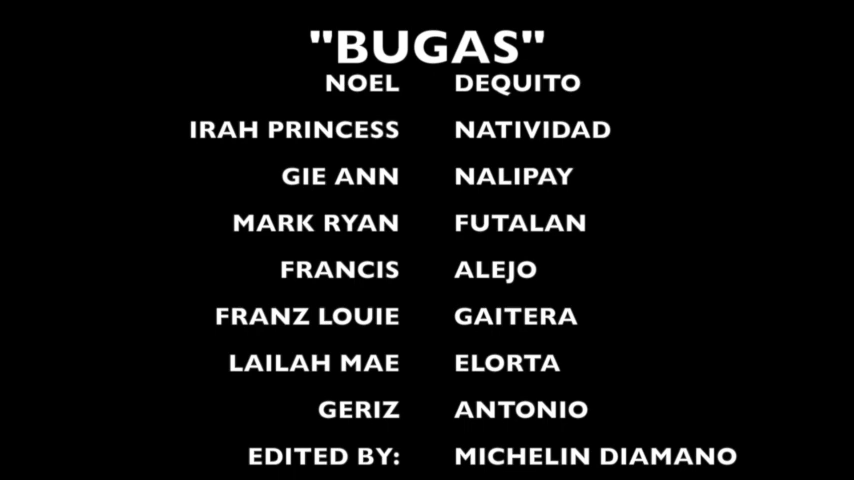 "BUGAS"
NOEL DEQUITO
IRAH PRINCESS NATIVIDAD
GIE ANN NALIPAY
MARK RYAN FUTALAN
FRANCIS ALEJO
FRANZ LOUIE GAITERA
LAILAH MAE ELORTA
GERIZ ANTONIO
EDITED BY: MICHELIN DIAMANO